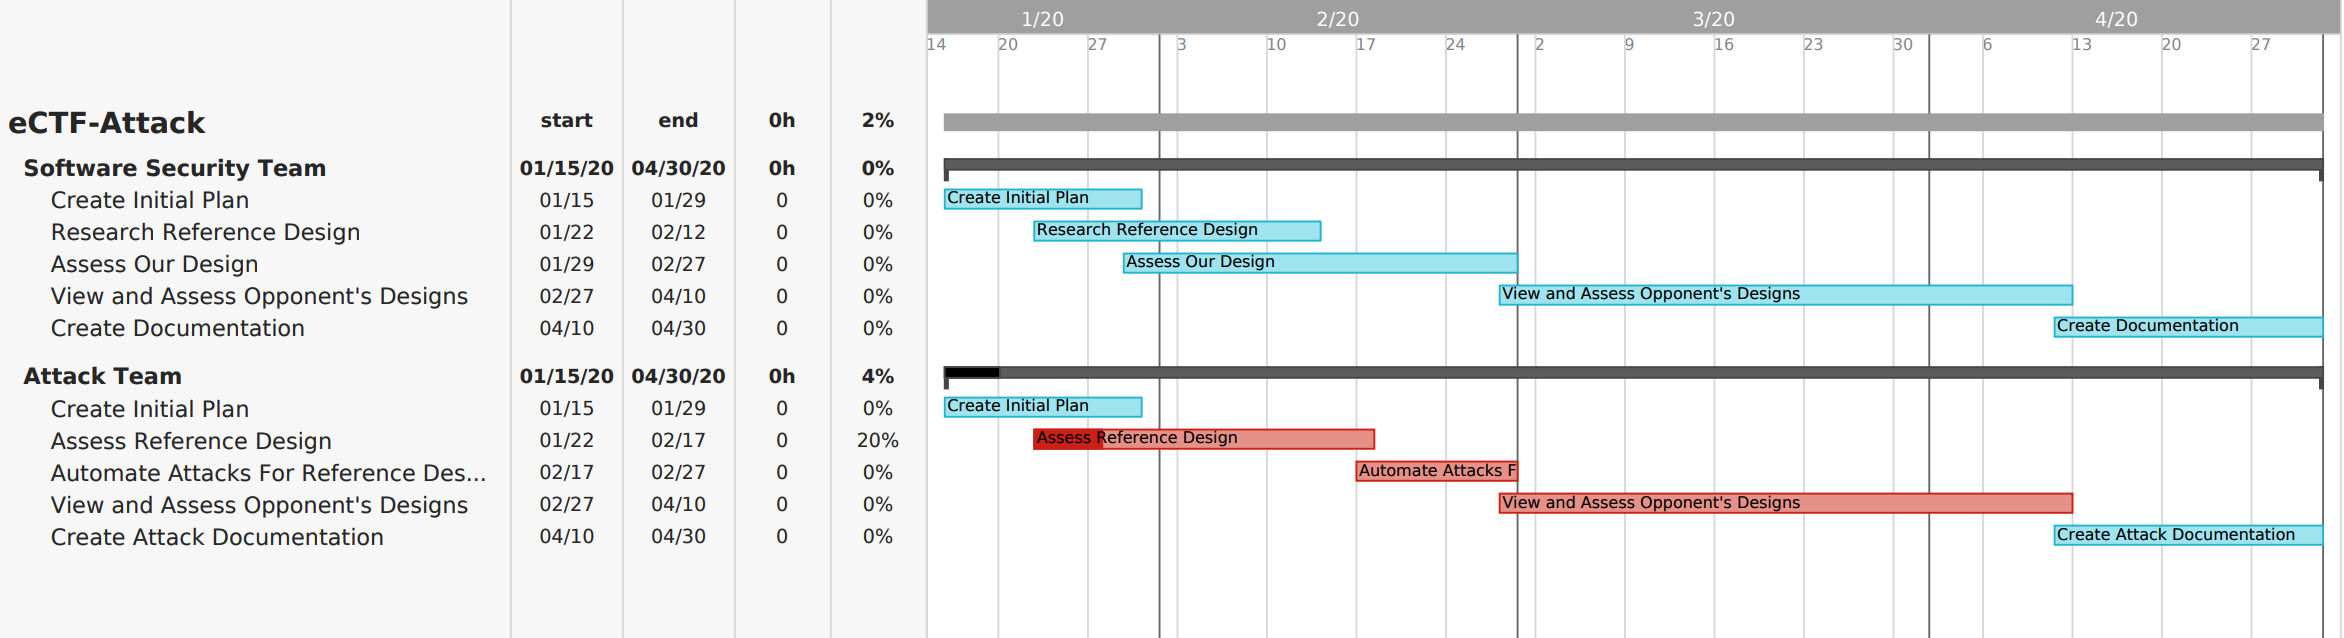 1/20 2/20 3/20 4/20
14 20 27 3 10 17 24 2 9 16 23 30 6 13 20 27
eCTF-Attack start end 0h 2%
Software Security Team 01/15/20 04/30/20 0h 0%
Create Initial Plan 01/15 01/29 0 0% Create Initial Plan
Research Reference Design 01/22 02/12 0 0% Research Reference Design
Assess Our Design 01/29 02/27 0 0% Assess Our Design
View and Assess Opponent's Designs 02/27 04/10 0 0% View and Assess Opponent's Designs
Create Documentation 04/10 04/30 0 0% Create Documentation
Attack Team 01/15/20 04/30/20 0h 4%
Create Initial Plan 01/15 01/29 0 0% Create Initial Plan
Assess Reference Design 01/22 02/17 0 20% Assess Reference Design
Automate Attacks For Reference Des... 02/17 02/27 0 0% Automate Attacks F
View and Assess Opponent's Designs 02/27 04/10 0 0% View and Assess Opponent's Designs
Create Attack Documentation 04/10 04/30 0 0% Create Attack Documentation